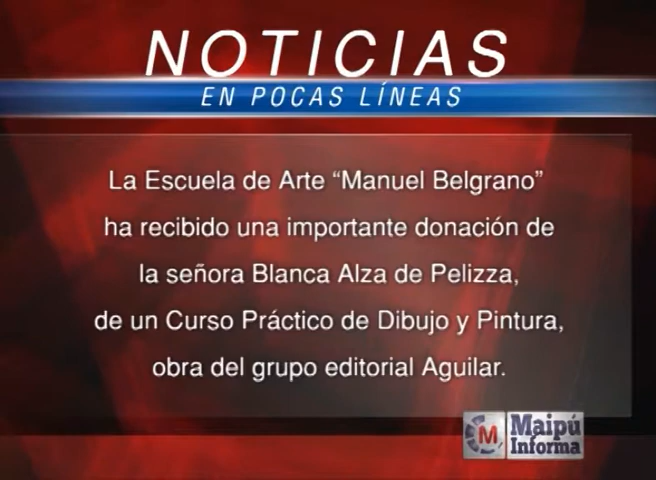 NOTICIAS
EN POCAS LÍNEAS
La Escuela de Arte “Manuel Belgrano”
ha recibido una importante donación de
la señora Blanca Alza de Pelizza,
de un Curso Práctico de Dibujo y Pintura,
obra del grupo editorial Aguilar.
M Maipú
Informa